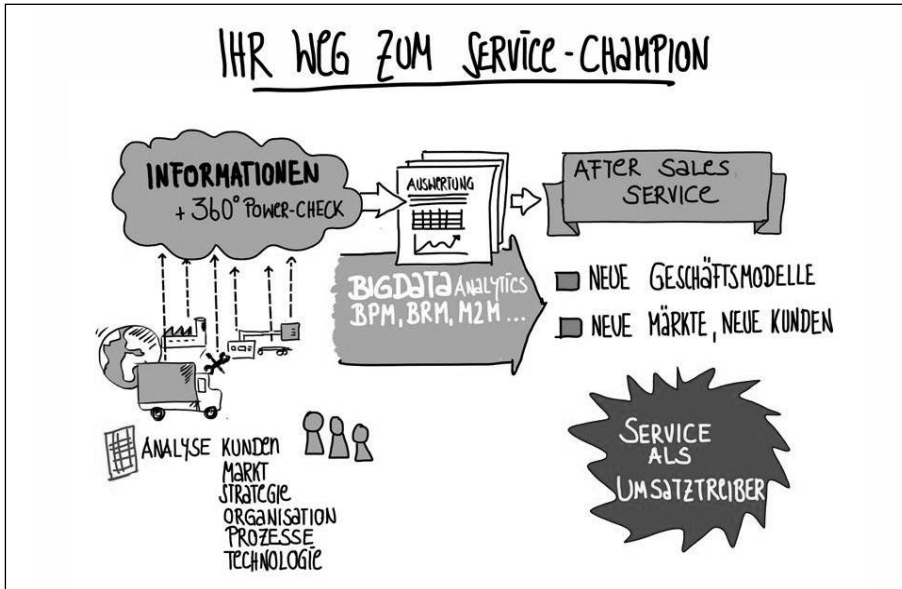 IHR WEG ZUM SERVICE-CHAMPION
INFORMATIONEN
+ 360° POWER-CHECK
AUSWERTUNG
AFTER SALES
SERVICE
BIGDATA ANALYTICS
BPM, BRM, M2M ...
NEUE GESCHÄFTSMODELLE
NEUE MÄRKTE, NEUE KUNDEN
ANALYSE KUNDEN
MARKT
STRATEGIE
ORGANISATION
PROZESSE
TECHNOLOGIE
SERVICE
ALS
UMSATZTREIBER